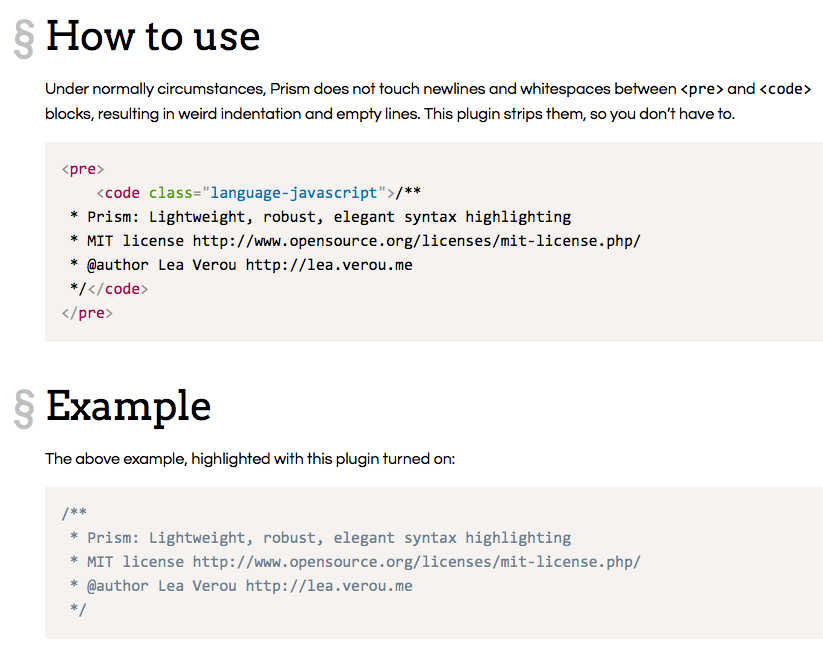 § How to use
Under normally circumstances, Prism does not touch newlines and whitespaces between <pre> and <code>
blocks, resulting in weird indentation and empty lines. This plugin strips them, so you don’t have to.
<pre>
    <code class="language-javascript">/**
 * Prism: Lightweight, robust, elegant syntax highlighting
 * MIT license http://www.opensource.org/licenses/mit-license.php/
 * @author Lea Verou http://lea.verou.me
 */</code>
</pre>
§ Example
The above example, highlighted with this plugin turned on:
/**
 * Prism: Lightweight, robust, elegant syntax highlighting
 * MIT license http://www.opensource.org/licenses/mit-license.php/
 * @author Lea Verou http://lea.verou.me
 */